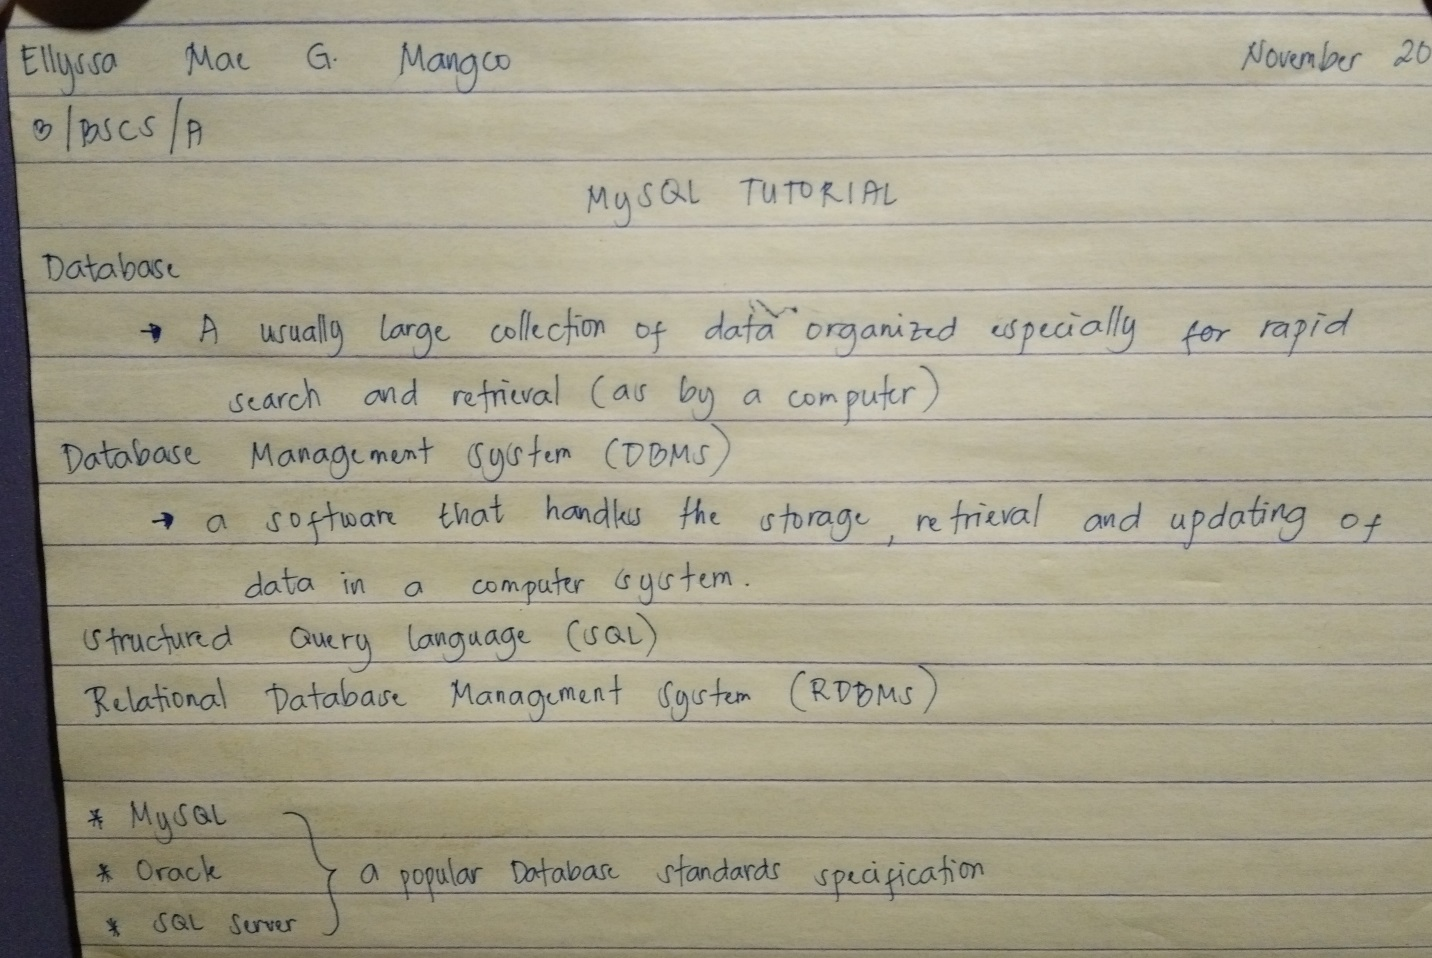 Ellyssa Mae G. Mangco November 20
3/BSCS/A
MySQL TUTORIAL
Database
→ A usually large collection of data organized especially for rapid
search and retrieval (as by a computer)
Database Management System (DBMS)
→ a software that handles the storage, retrieval and updating of
data in a computer system.
Structured Query language (SQL)
Relational Database Management System (RDBMS)
* MySQL
* Oracle
a popular Database standards specification
* SQL Server